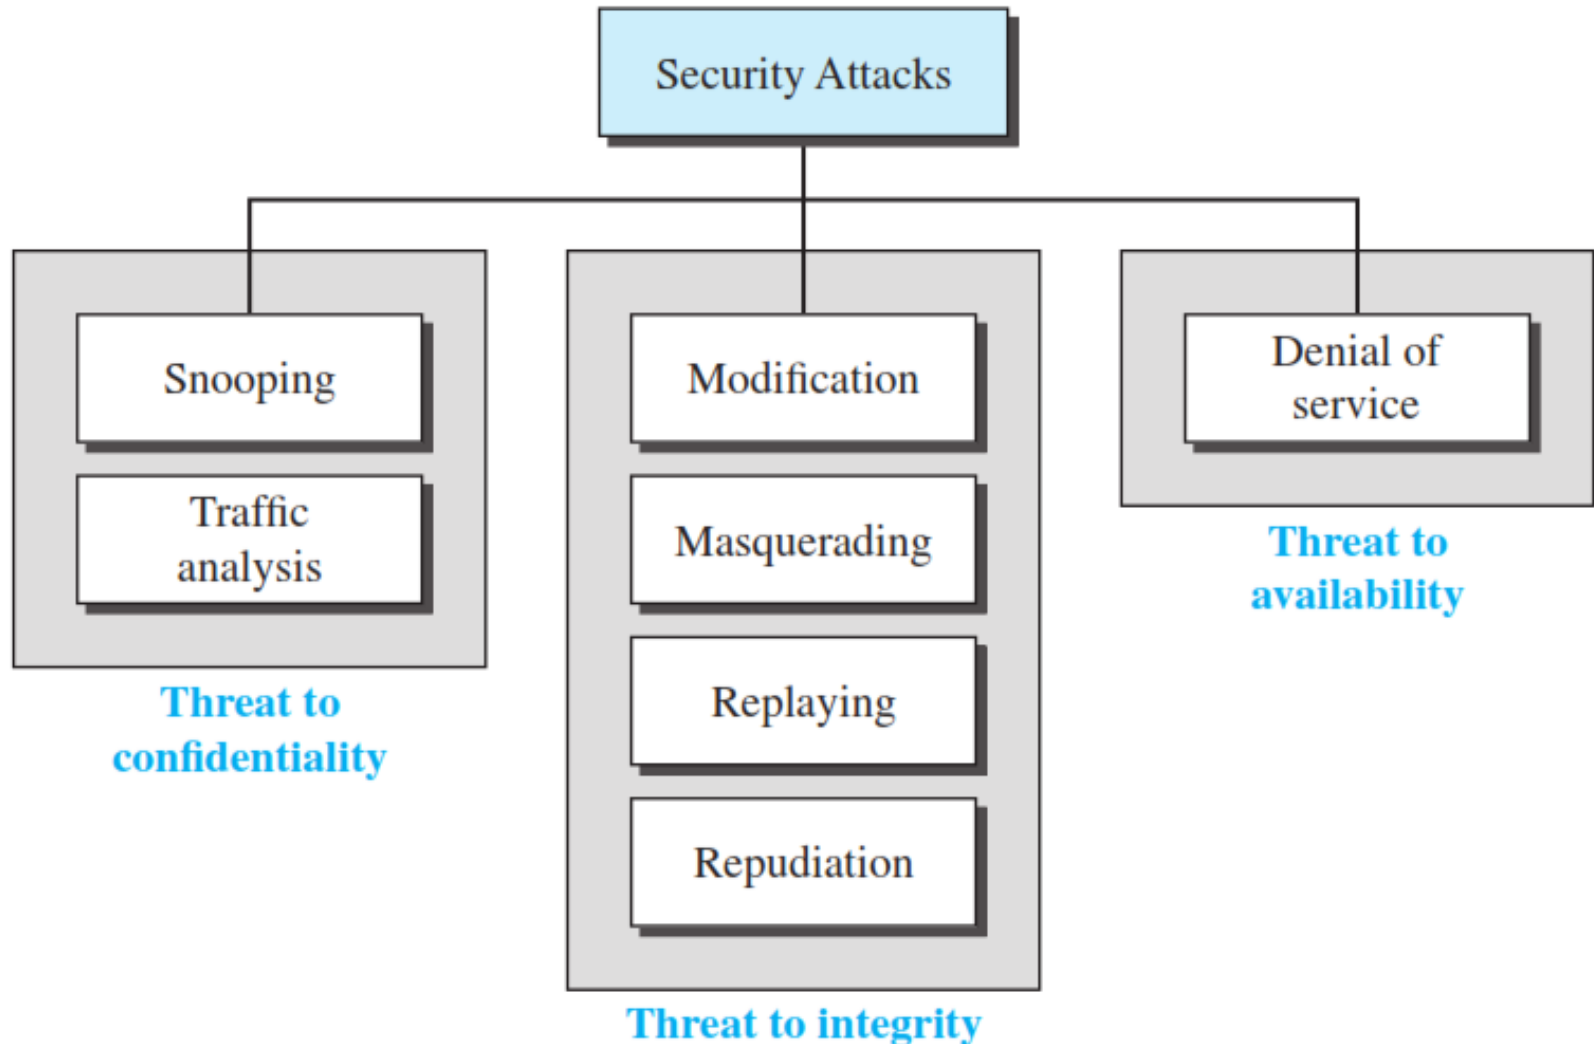 Security Attacks
Snooping
Traffic
analysis
Threat to
confidentiality
Modification
Masquerading
Replaying
Repudiation
Threat to integrity
Denial of
service
Threat to
availability